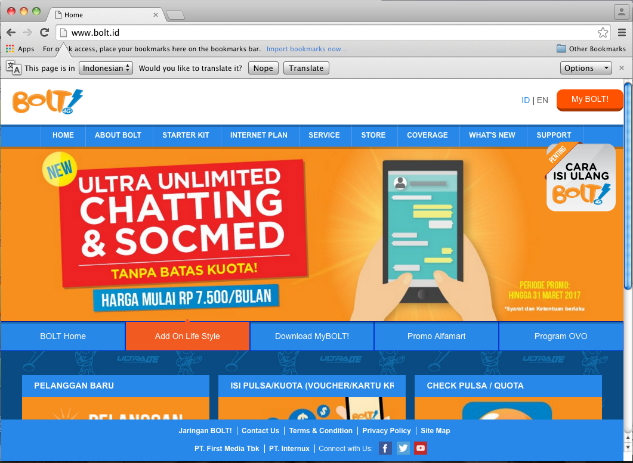 Home
www.bolt.id
Apps
For quick access, place your bookmarks here on the bookmarks bar. Import bookmarks now...
Other Bookmarks
This page is in Indonesian Would you like to translate it? Nope Translate Options
BOLT! 4G
ID | EN
My BOLT!
HOME ABOUT BOLT STARTER KIT INTERNET PLAN SERVICE STORE COVERAGE WHAT'S NEW SUPPORT
NEW
ULTRA UNLIMITED
CHATTING
& SOCMED
TANPA BATAS KUOTA!
HARGA MULAI RP 7.500/BULAN
PENTING
CARA
ISI ULANG
BOLT!
PERIODE PROMO:
HINGGA 31 MARET 2017
*Syarat dan Ketentuan berlaku
BOLT Home Add On Life Style Download MyBOLT! Promo Alfamart Program OVO
PELANGGAN BARU ISI PULSA/KUOTA (VOUCHER/KARTU KR CHECK PULSA / QUOTA
PELANGGAN
BOLT!
Jaringan BOLT! | Contact Us | Terms & Condition | Privacy Policy | Site Map
PT. First Media Tbk | PT. Internux | Connect with Us: